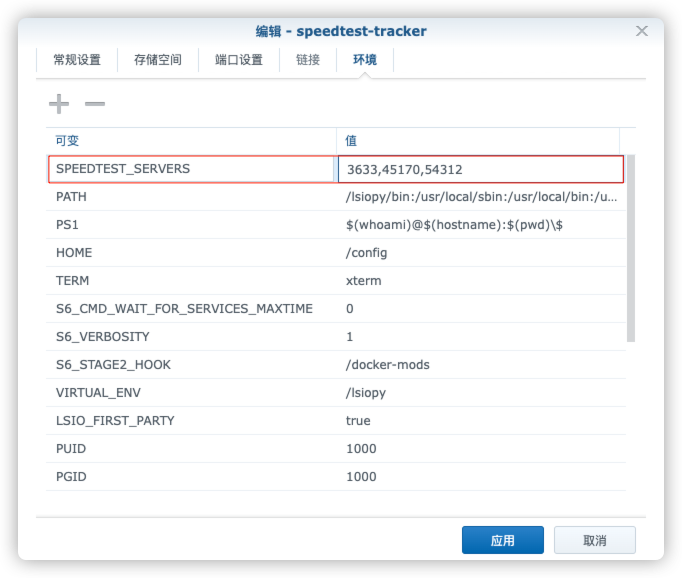 编辑 - speedtest-tracker
常规设置 存储空间 端口设置 链接 环境
可变 值
SPEEDTEST_SERVERS 3633,45170,54312
PATH /lsiopy/bin:/usr/local/sbin:/usr/local/bin:/u...
PS1 $(whoami)@$(hostname):$(pwd)\$
HOME /config
TERM xterm
S6_CMD_WAIT_FOR_SERVICES_MAXTIME 0
S6_VERBOSITY 1
S6_STAGE2_HOOK /docker-mods
VIRTUAL_ENV /lsiopy
LSIO_FIRST_PARTY true
PUID 1000
PGID 1000
应用 取消